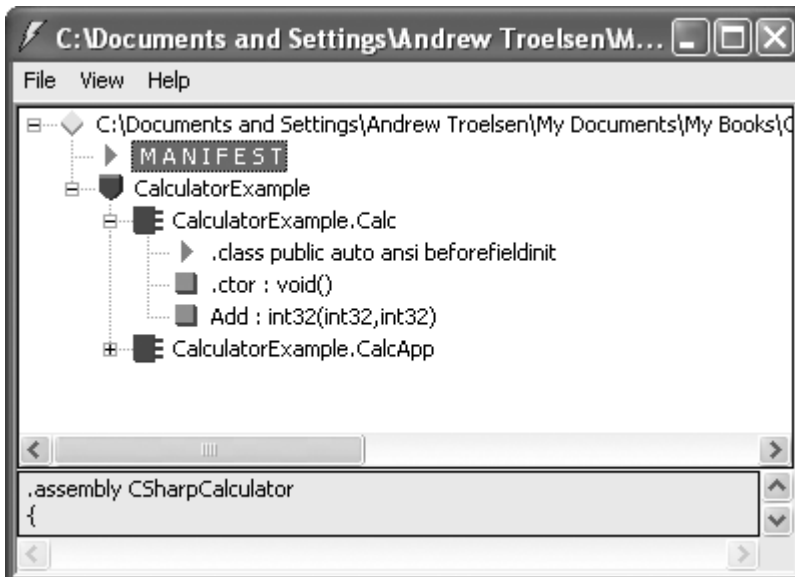 C:\Documents and Settings\Andrew Troelsen\M...
File View Help
C:\Documents and Settings\Andrew Troelsen\My Documents\My Books\C
MANIFEST
CalculatorExample
CalculatorExample.Calc
.class public auto ansi beforefieldinit
.ctor : void()
Add : int32(int32,int32)
CalculatorExample.CalcApp
.assembly CSharpCalculator
{